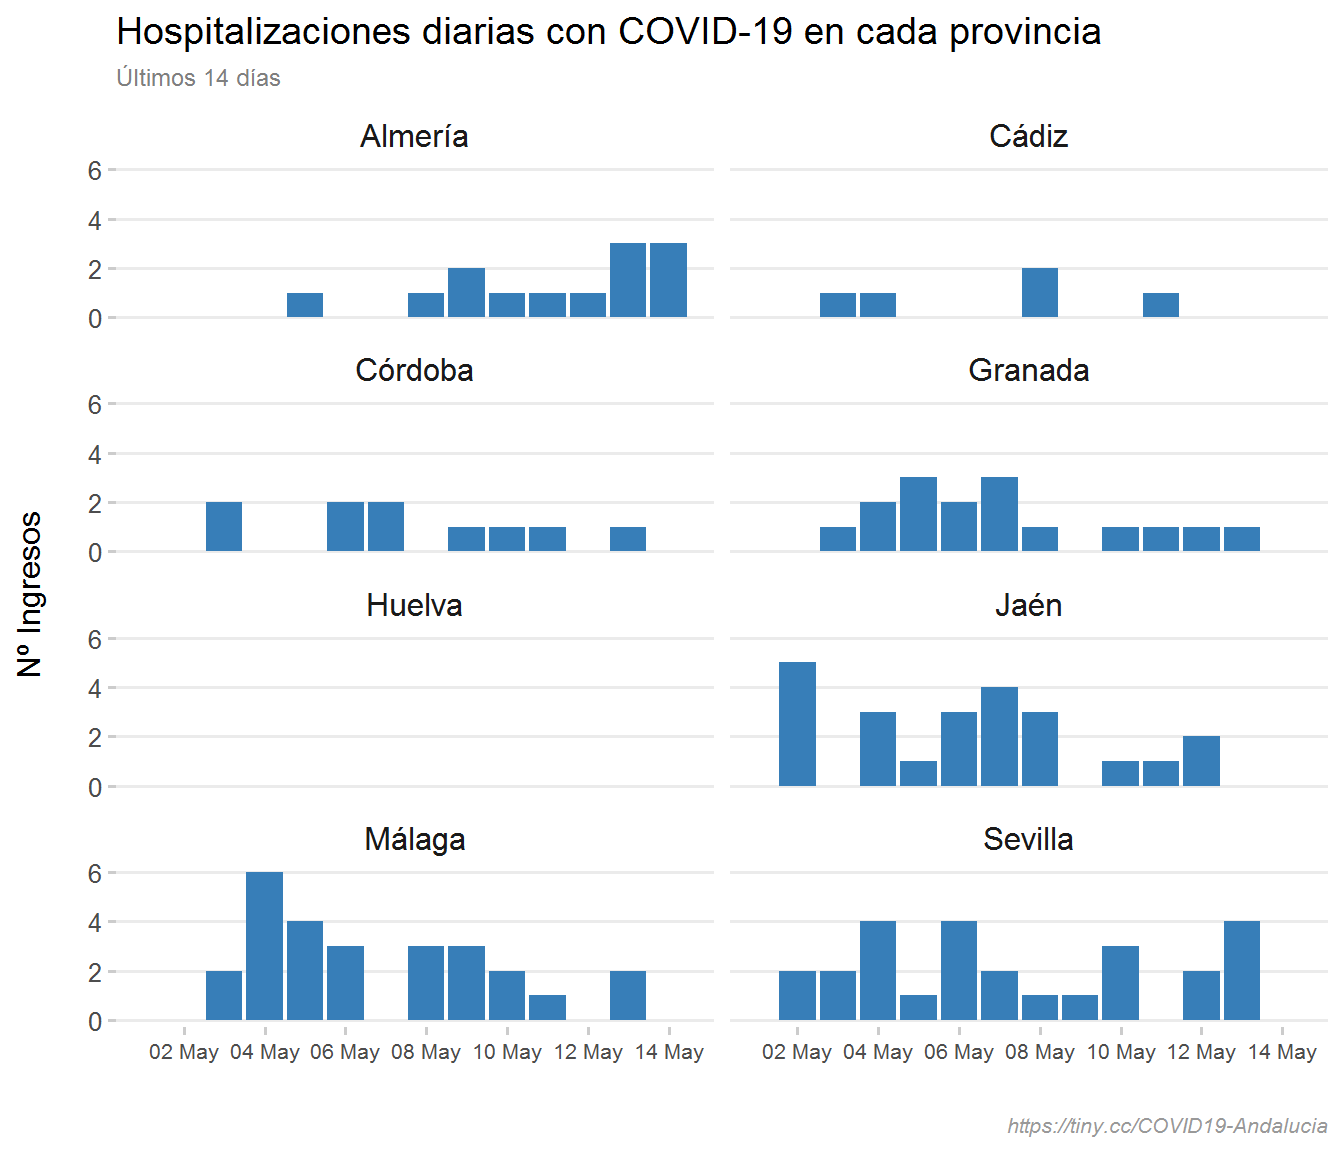 Hospitalizaciones diarias con COVID-19 en cada provincia
Últimos 14 días
Almería
Cádiz
6
4
2
0
Córdoba
Granada
6
4
2
0
Nº Ingresos
Huelva
Jaén
6
4
2
0
Málaga
Sevilla
6
4
2
0
02 May 04 May 06 May 08 May 10 May 12 May 14 May
02 May 04 May 06 May 08 May 10 May 12 May 14 May
https://tiny.cc/COVID19-Andalucia